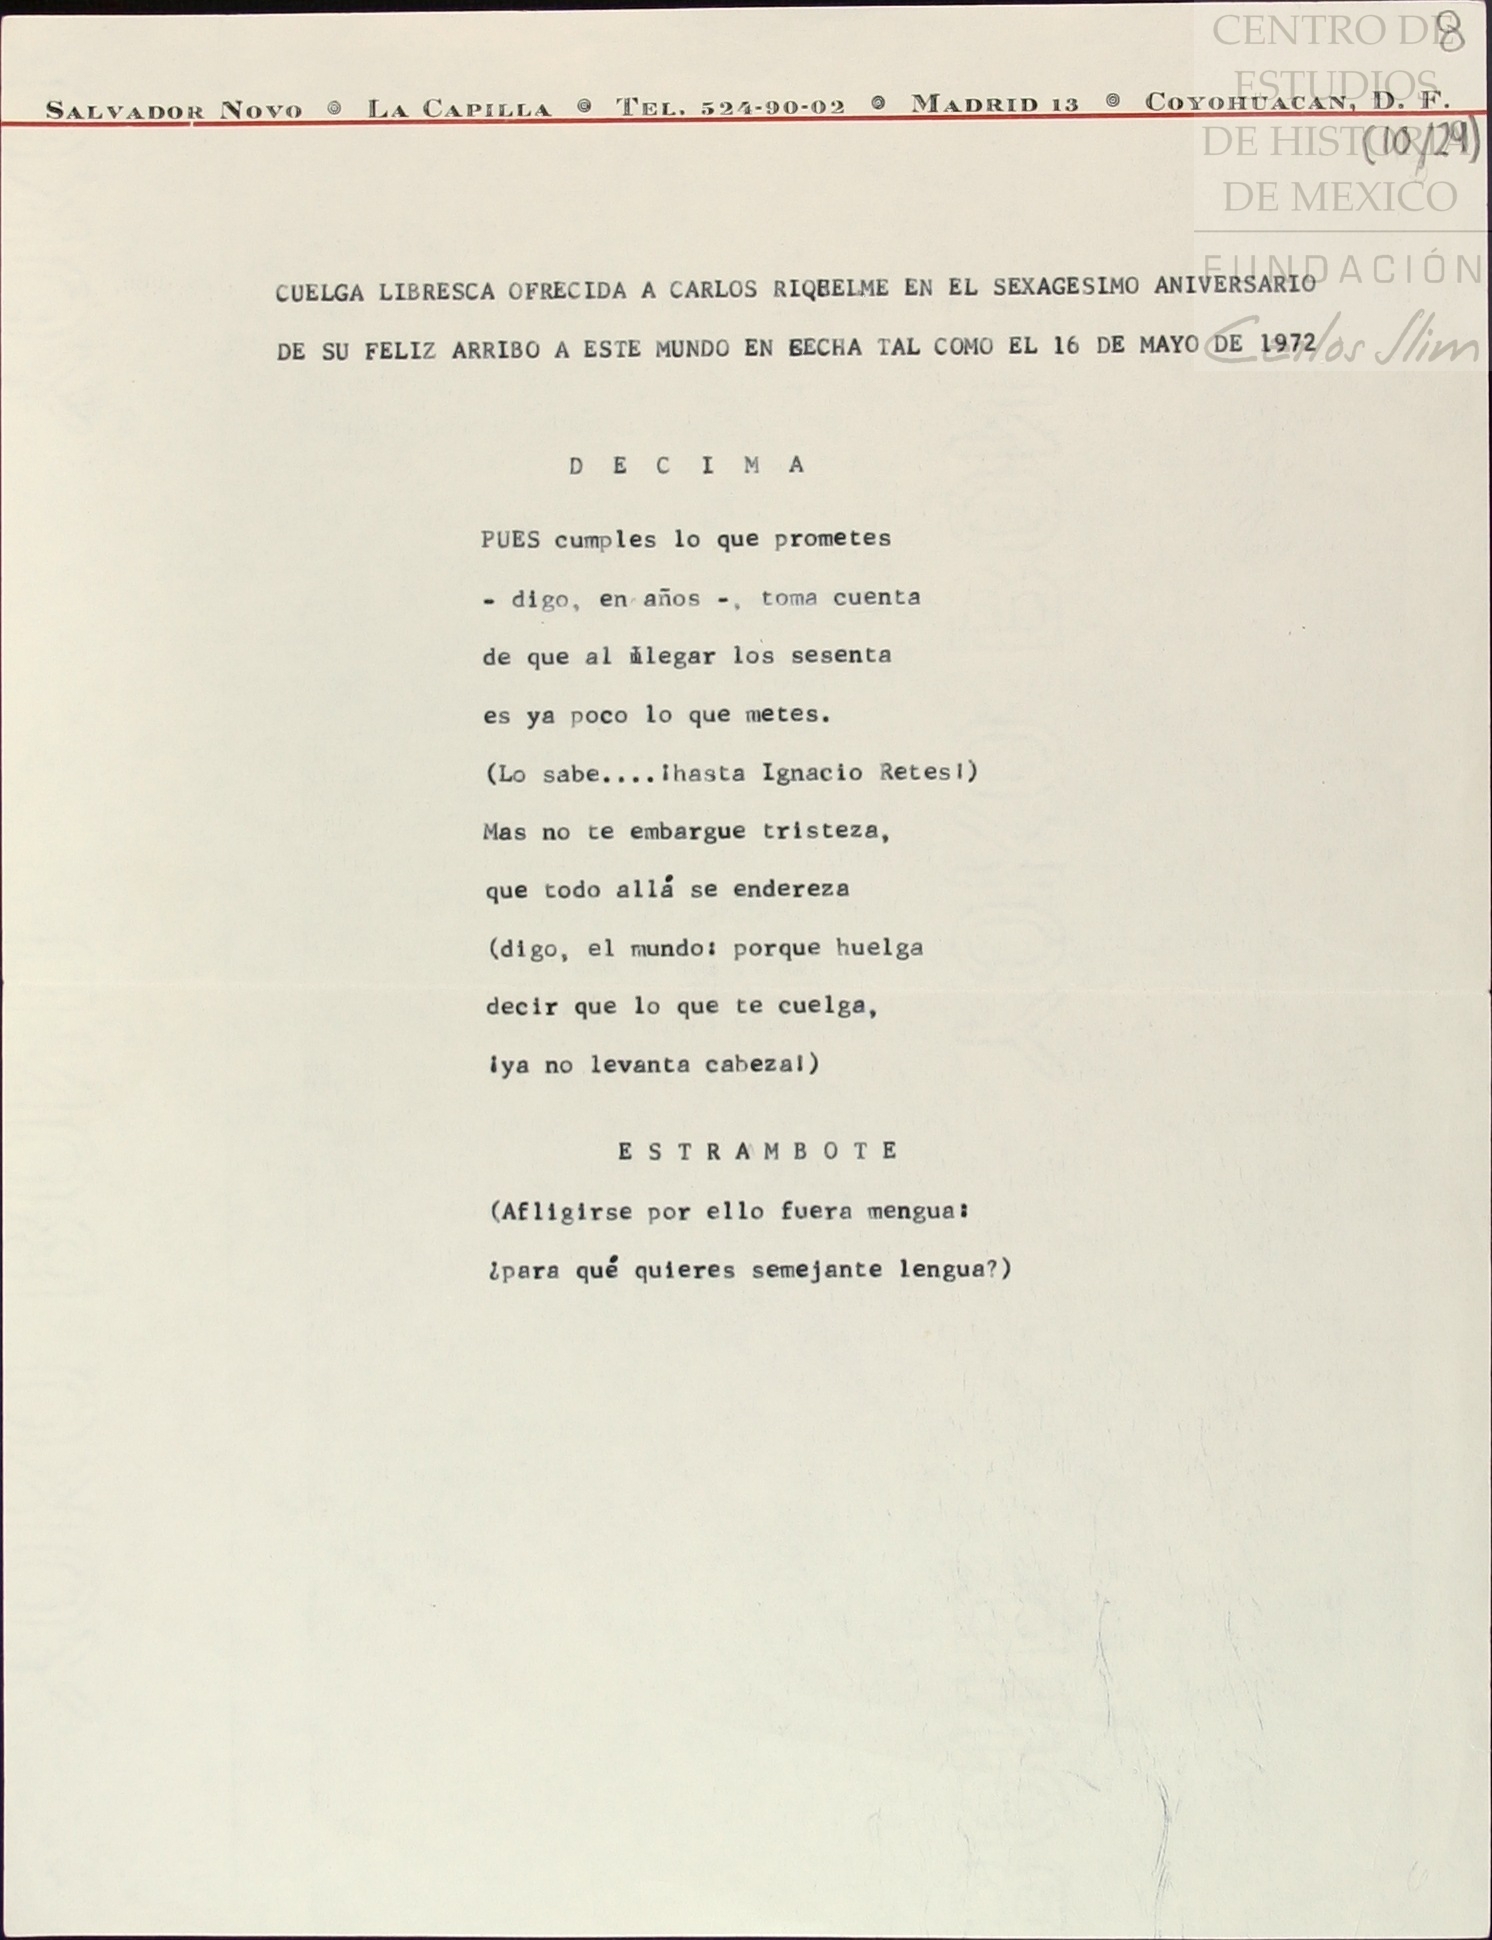 8
SALVADOR NOVO ⊚ LA CAPILLA ⊚ TEL. 524-90-02 ⊚ MADRID 13 ⊚ COYOHUACAN, D. F.
CENTRO DE
ESTUDIOS
DE HISTORIA
DE MEXICO
FUNDACIÓN
Carlos Slim
CUELGA LIBRESCA OFRECIDA A CARLOS RIQUELME EN EL SEXAGESIMO ANIVERSARIO
DE SU FELIZ ARRIBO A ESTE MUNDO EN FECHA TAL COMO EL 16 DE MAYO DE 1972
D E C I M A
PUES cumples lo que prometes
- digo, en años -, toma cuenta
de que al llegar los sesenta
es ya poco lo que metes.
(Lo sabe....¡hasta Ignacio Retes!)
Mas no te embargue tristeza,
que todo allá se endereza
(digo, el mundo: porque huelga
decir que lo que te cuelga,
¡ya no levanta cabeza!)
E S T R A M B O T E
(Afligirse por ello fuera mengua:
¿para qué quieres semejante lengua?)